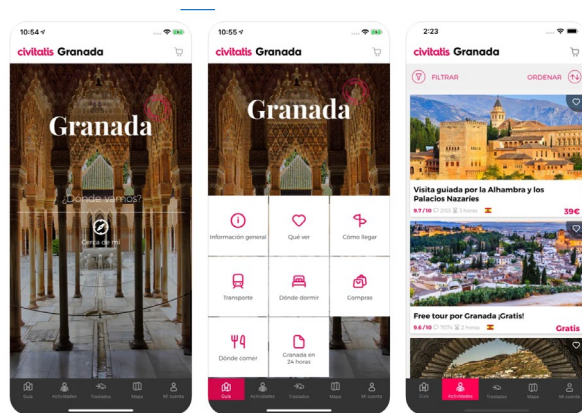 10:54
civitatis Granada
Granada
¿Dónde vamos?
Cerca de mí
Guía
Actividades
Traslados
Mapa
Mi cuenta
10:55
civitatis Granada
Granada
Información general
Qué ver
Cómo llegar
Transporte
Dónde dormir
Compras
Dónde comer
Granada en
24 horas
Guía
Actividades
Traslados
Mapa
Mi cuenta
2:23
civitatis Granada
FILTRAR
ORDENAR
Visita guiada por la Alhambra y los
Palacios Nazaríes
9.7/10
3 horas
39€
Free tour por Granada ¡Gratis!
9.6/10
2 horas
Gratis
Guía
Actividades
Traslados
Mapa
Mi cuenta